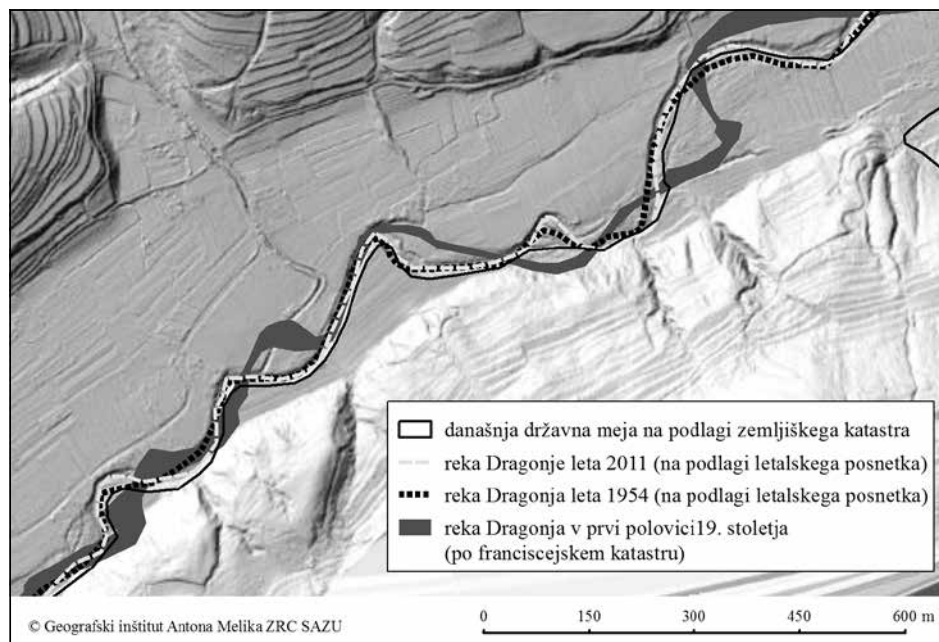 današnja državna meja na podlagi zemljiškega katastra
reka Dragonje leta 2011 (na podlagi letalskega posnetka)
reka Dragonja leta 1954 (na podlagi letalskega posnetka)
reka Dragonja v prvi polovici19. stoletja
(po franciscejskem katastru)
© Geografski inštitut Antona Melika ZRC SAZU
0 150 300 450 600 m